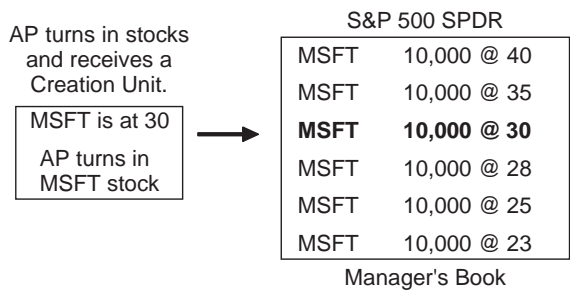 AP turns in stocks
and receives a
Creation Unit.
MSFT is at 30
AP turns in
MSFT stock
S&P 500 SPDR
MSFT 10,000 @ 40
MSFT 10,000 @ 35
MSFT 10,000 @ 30
MSFT 10,000 @ 28
MSFT 10,000 @ 25
MSFT 10,000 @ 23
Manager's Book